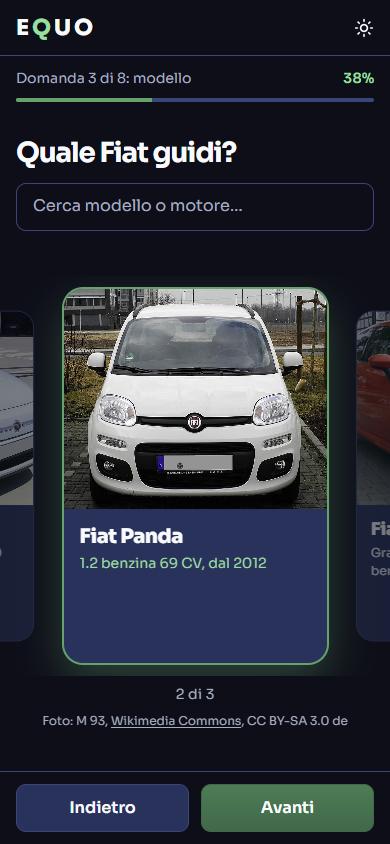 EQUO
Domanda 3 di 8: modello
38%
Quale Fiat guidi?
Cerca modello o motore...
Fiat Panda
1.2 benzina 69 CV, dal 2012
2 di 3
Foto: M 93, Wikimedia Commons, CC BY-SA 3.0 de
Indietro
Avanti